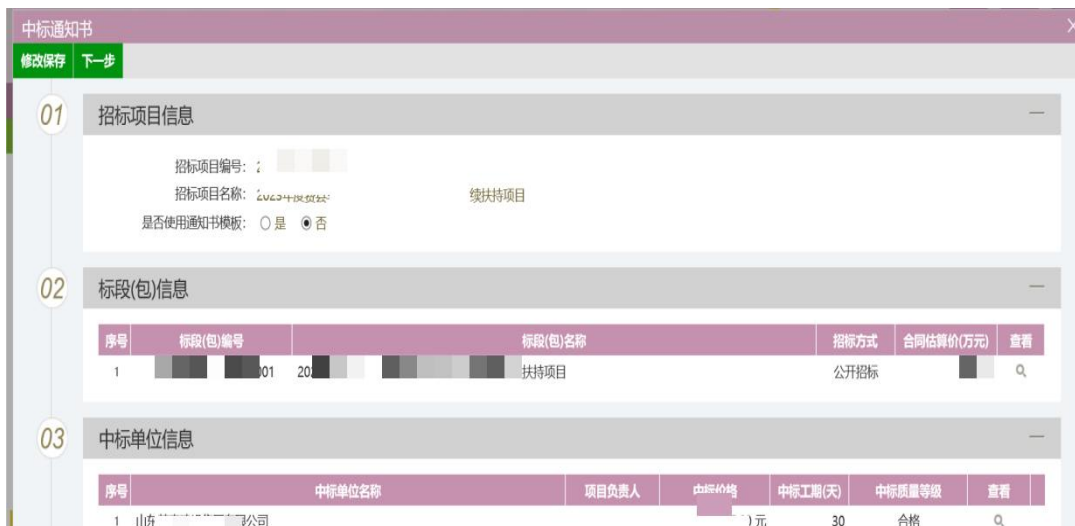 中标通知书
修改保存 下一步
01 招标项目信息
招标项目编号:
招标项目名称: 续扶持项目
是否使用通知书模板: 是 否
02 标段(包)信息
序号 标段(包)编号 标段(包)名称 招标方式 合同估算价(万元) 查看
1 001 20 扶持项目 公开招标
03 中标单位信息
序号 中标单位名称 项目负责人 中标价格 中标工期(天) 中标质量等级 查看
1 公司 元 30 合格